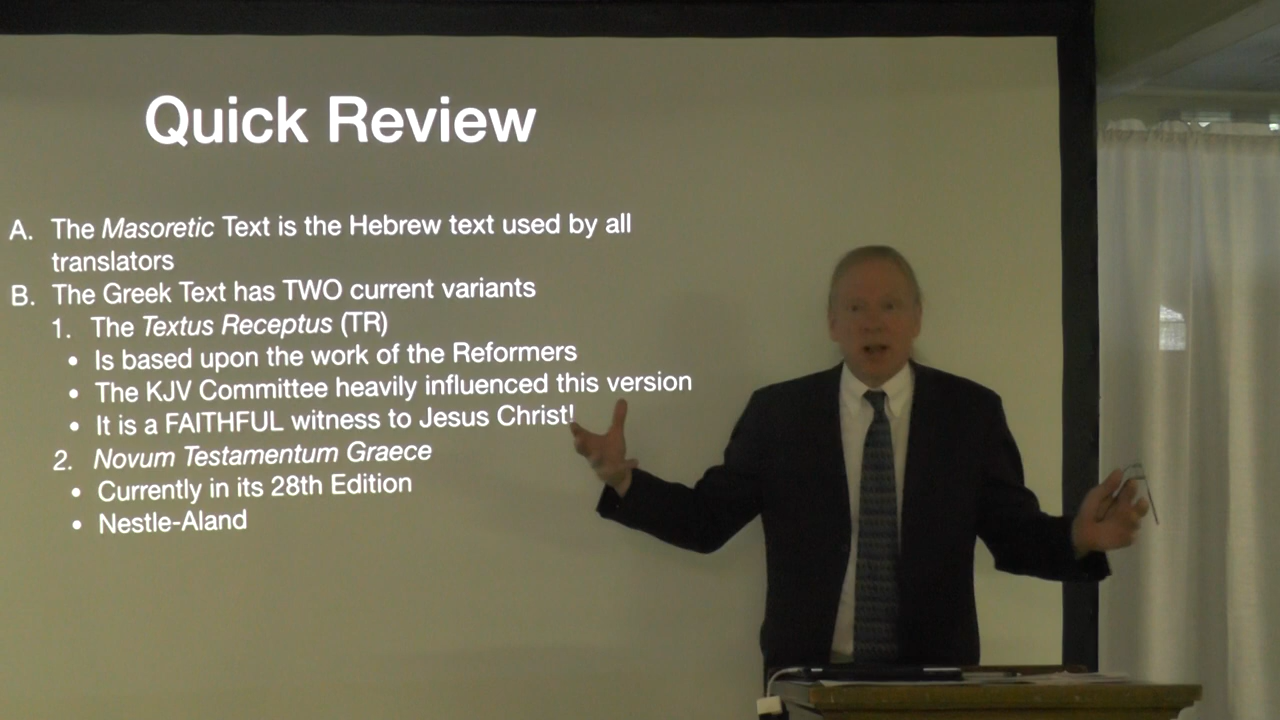 Quick Review
A. The Masoretic Text is the Hebrew text used by all
translators
B. The Greek Text has TWO current variants
1. The Textus Receptus (TR)
• Is based upon the work of the Reformers
• The KJV Committee heavily influenced this version
• It is a FAITHFUL witness to Jesus Christ!
2. Novum Testamentum Graece
• Currently in its 28th Edition
• Nestle-Aland